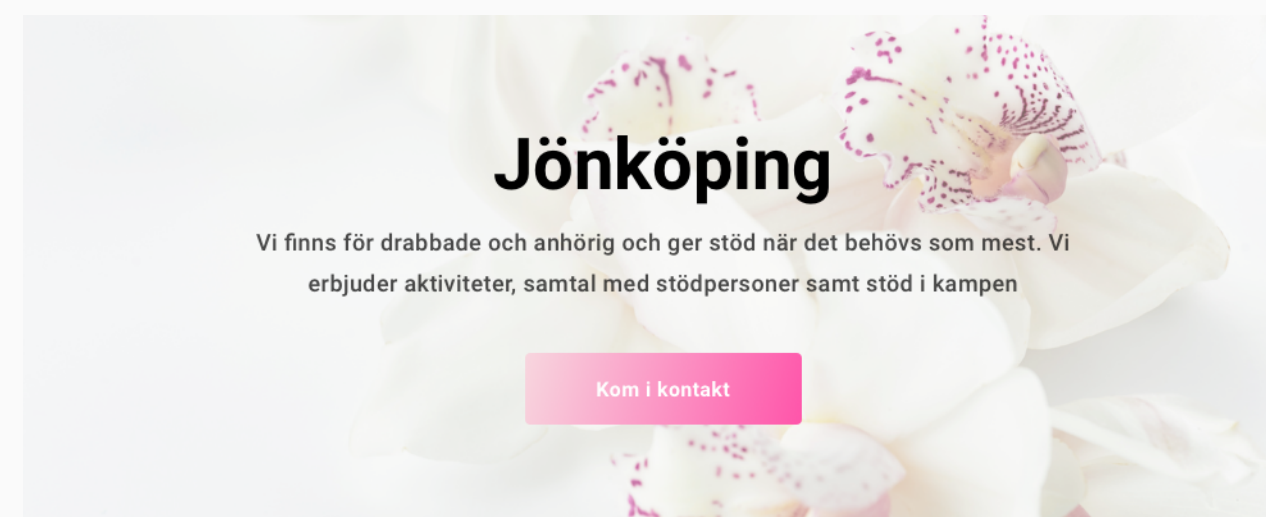 Jönköping
Vi finns för drabbade och anhörig och ger stöd när det behövs som mest. Vi
erbjuder aktiviteter, samtal med stödpersoner samt stöd i kampen
Kom i kontakt